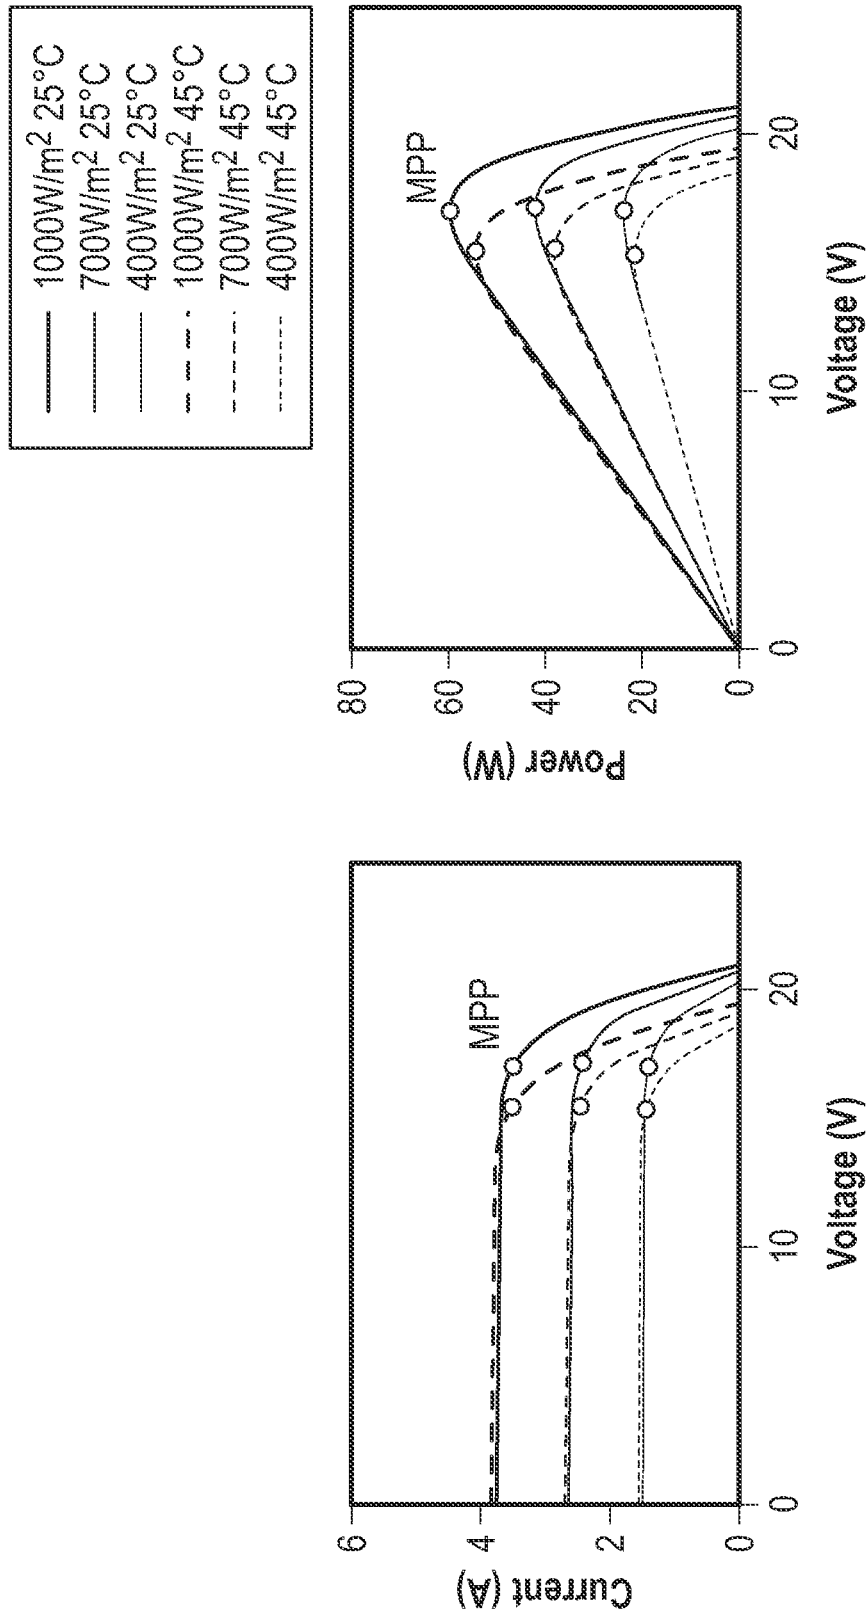 1000W/m² 25°C
700W/m² 25°C
400W/m² 25°C
1000W/m² 45°C
700W/m² 45°C
400W/m² 45°C
6
4
2
0
Current (A)
0
10
20
Voltage (V)
MPP
80
60
40
20
0
Power (W)
0
10
20
Voltage (V)
MPP